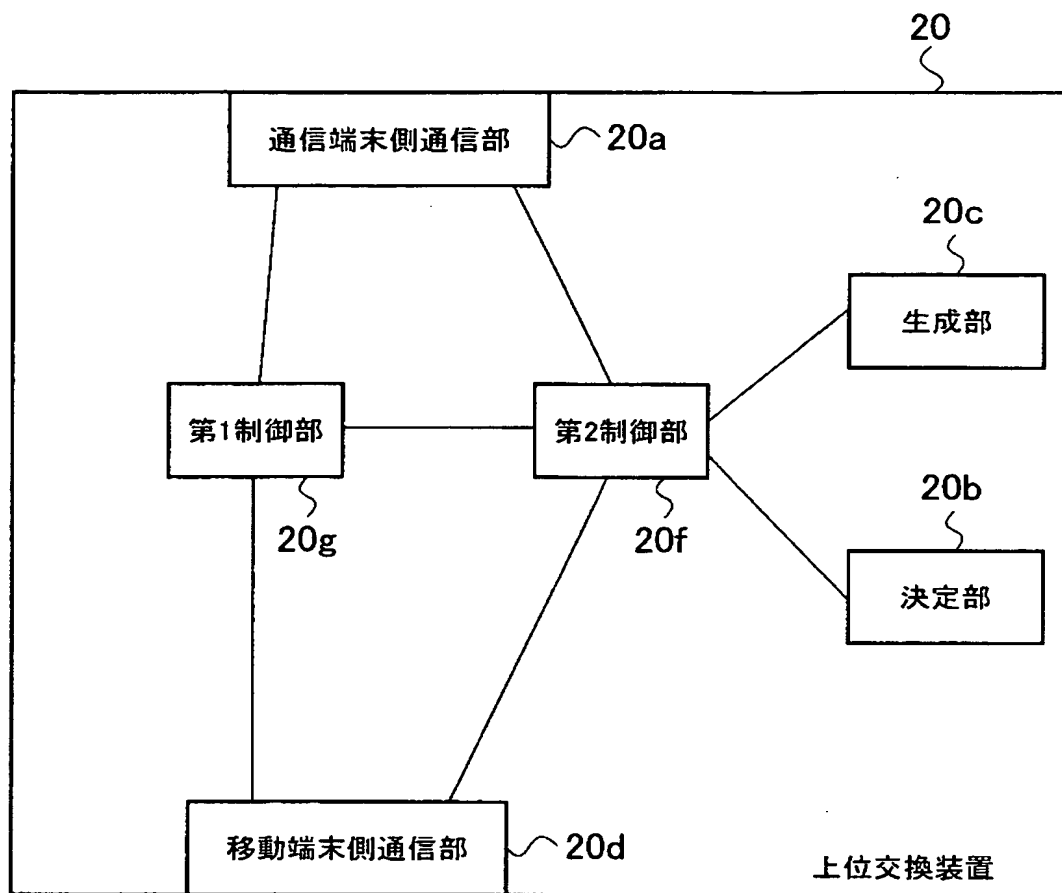 20
通信端末側通信部
20a
20c
生成部
第1制御部
第2制御部
20g
20f
20b
決定部
移動端末側通信部
20d
上位交換装置